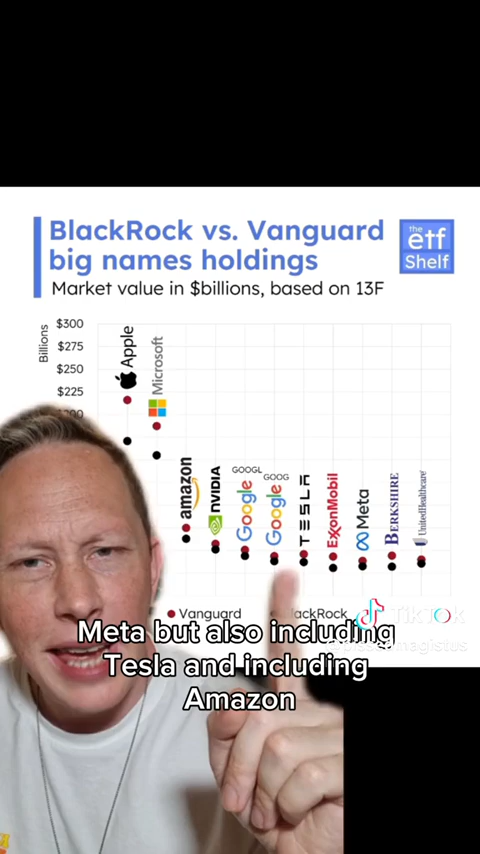 BlackRock vs. Vanguard
big names holdings
the
etf
Shelf
Market value in $billions, based on 13F
Billions
$300
$275
$250
$225
Apple
Microsoft
amazon
NVIDIA
GOOGL
Google
GOOG
Google
TESLA
ExxonMobil
Meta
BERKSHIRE
UnitedHealthcare
Vanguard
TikTok
Meta but also including
Tesla and including
Amazon